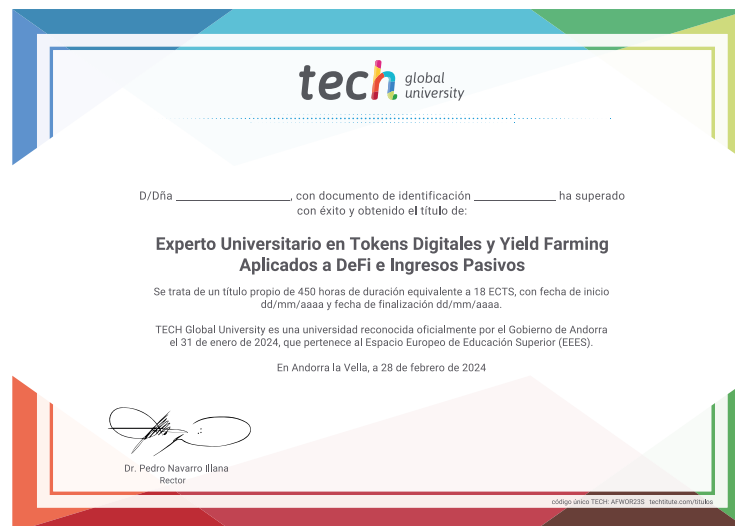 tech global university
D/Dña ______________, con documento de identificación __________ ha superado
con éxito y obtenido el título de:
Experto Universitario en Tokens Digitales y Yield Farming
Aplicados a DeFi e Ingresos Pasivos
Se trata de un título propio de 450 horas de duración equivalente a 18 ECTS, con fecha de inicio
dd/mm/aaaa y fecha de finalización dd/mm/aaaa.
TECH Global University es una universidad reconocida oficialmente por el Gobierno de Andorra
el 31 de enero de 2024, que pertenece al Espacio Europeo de Educación Superior (EEES).
En Andorra la Vella, a 28 de febrero de 2024
Dr. Pedro Navarro Illana
Rector
código único TECH: AFWOR23S techtitute.com/titulos